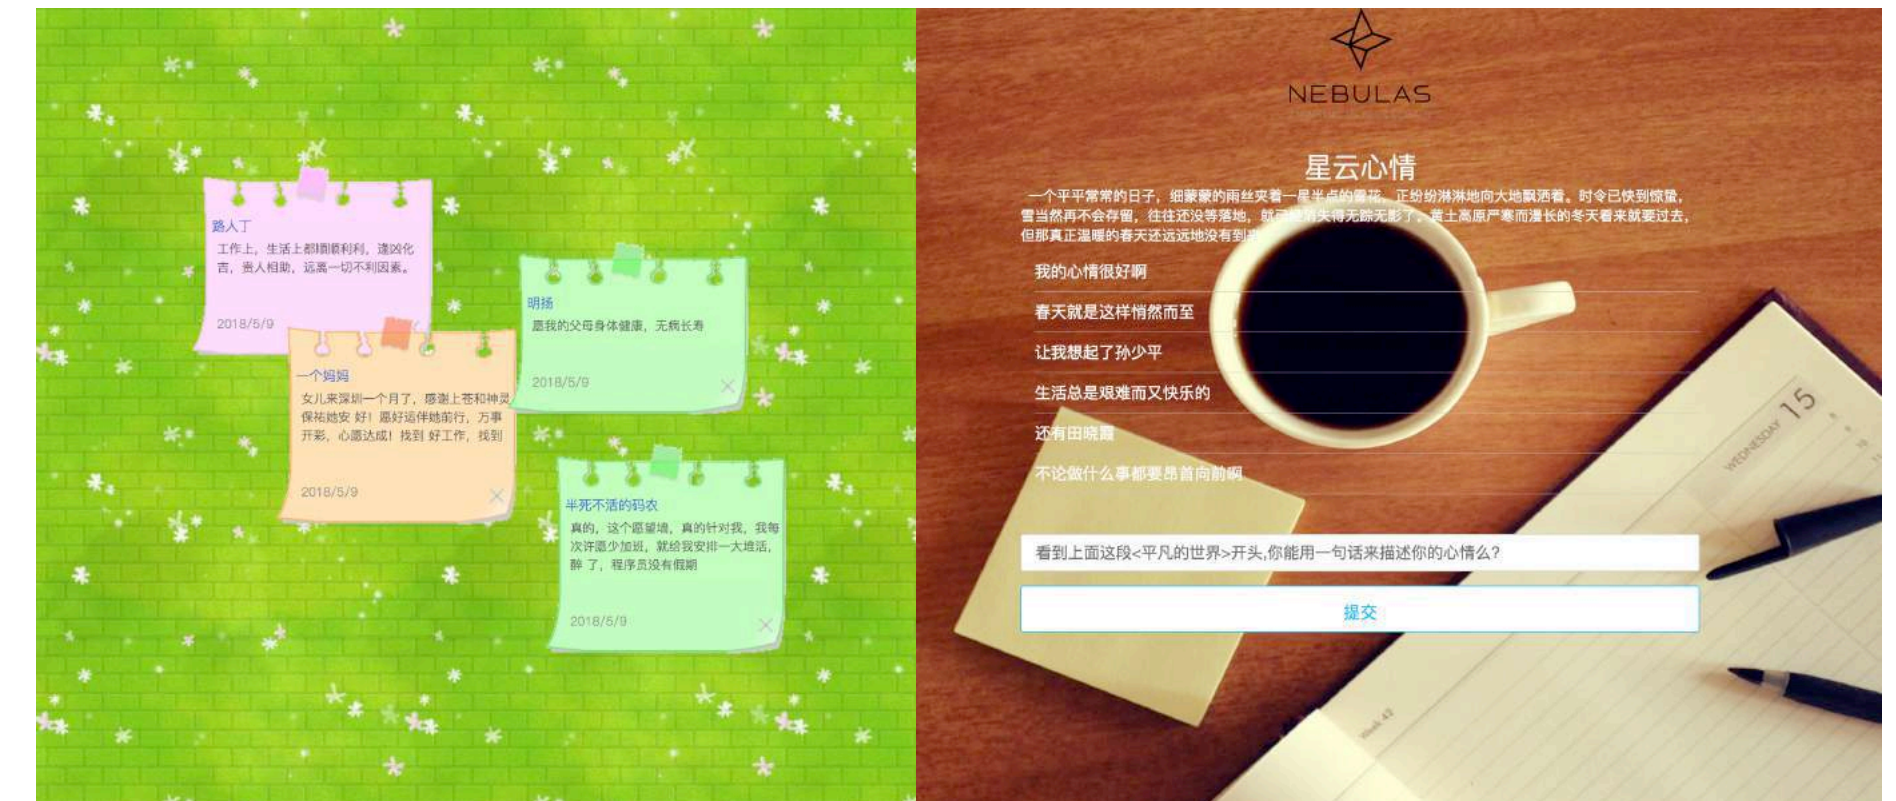 路人丁
工作上，生活上都顺顺利利，逢凶化
吉，贵人相助，远离一切不利因素。
2018/5/9
一个妈妈
女儿来深圳一个月了，感谢上苍和神灵
保祐她安 好！愿好运伴她前行，万事
开彩，心愿达成！找到 好工作，找到
2018/5/9
明扬
愿我的父母身体健康，无病长寿
2018/5/9
半死不活的码农
真的，这个愿望墙，真的针对我，我每
次许愿少加班，就给我安排一大堆活，
醉 了，程序员没有假期
2018/5/9
NEBULAS
星云心情
一个平平常常的日子，细蒙蒙的雨丝夹着一星半点的雪花，正纷纷淋淋地向大地飘洒着。时令已快到惊蛰，
雪当然再不会存留，往往还没等落地，就已经消失得无踪无影了。黄土高原严寒而漫长的冬天看来就要过去，
但那真正温暖的春天还远远地没有到来
我的心情很好啊
春天就是这样悄然而至
让我想起了孙少平
生活总是艰难而又快乐的
还有田晓霞
不论做什么事都要昂首向前啊
看到上面这段<平凡的世界>开头,你能用一句话来描述你的心情么?
提交
WEDNESDAY 15
Week 42